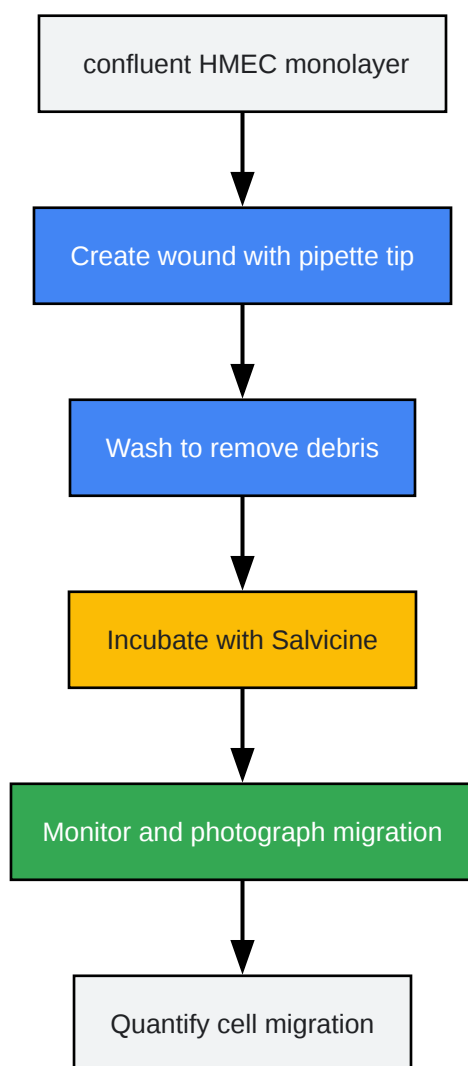 confluent HMEC monolayer
Create wound with pipette tip
Wash to remove debris
Incubate with Salvicine
Monitor and photograph migration
Quantify cell migration